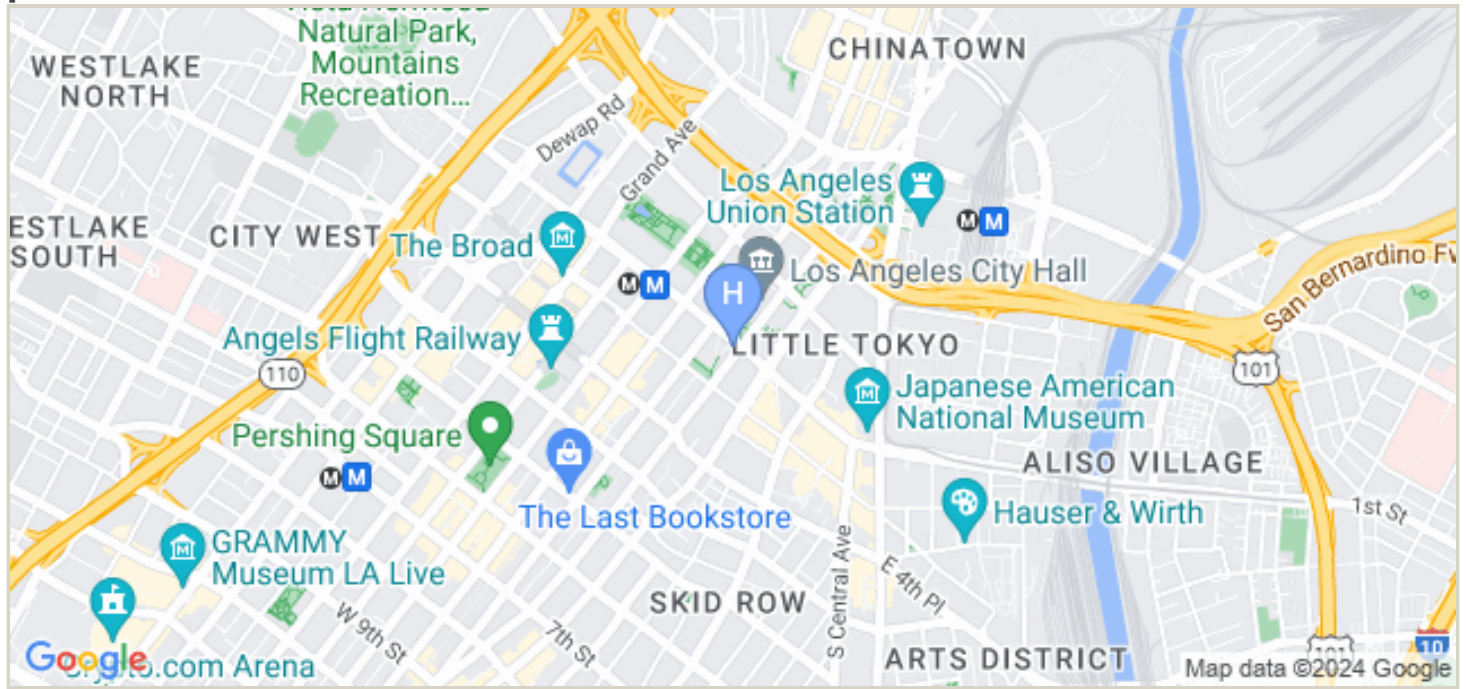 Natural Park,
Mountains
Recreation...
WESTLAKE
NORTH
CHINATOWN
Dewap Rd
Grand Ave
Los Angeles
Union Station
M M
ESTLAKE
SOUTH
CITY WEST
The Broad
M M
Los Angeles City Hall
H
San Bernardino Fw
Angels Flight Railway
LITTLE TOKYO
110
101
Japanese American
National Museum
Pershing Square
M M
ALISO VILLAGE
The Last Bookstore
Hauser & Wirth
1st St
GRAMMY
Museum LA Live
S Central Ave
E 4th Pl
SKID ROW
W 9th St
7th St
ARTS DISTRICT
101
10
Google
.com Arena
Map data ©2024 Google